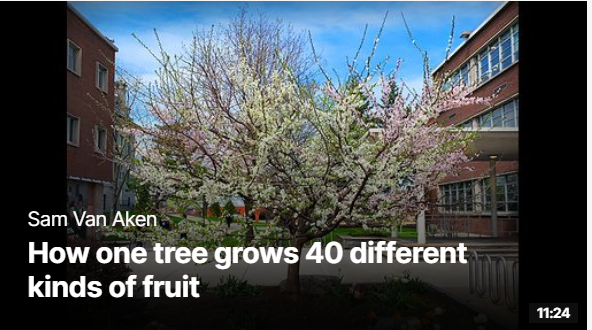 Sam Van Aken
How one tree grows 40 different
kinds of fruit
11:24